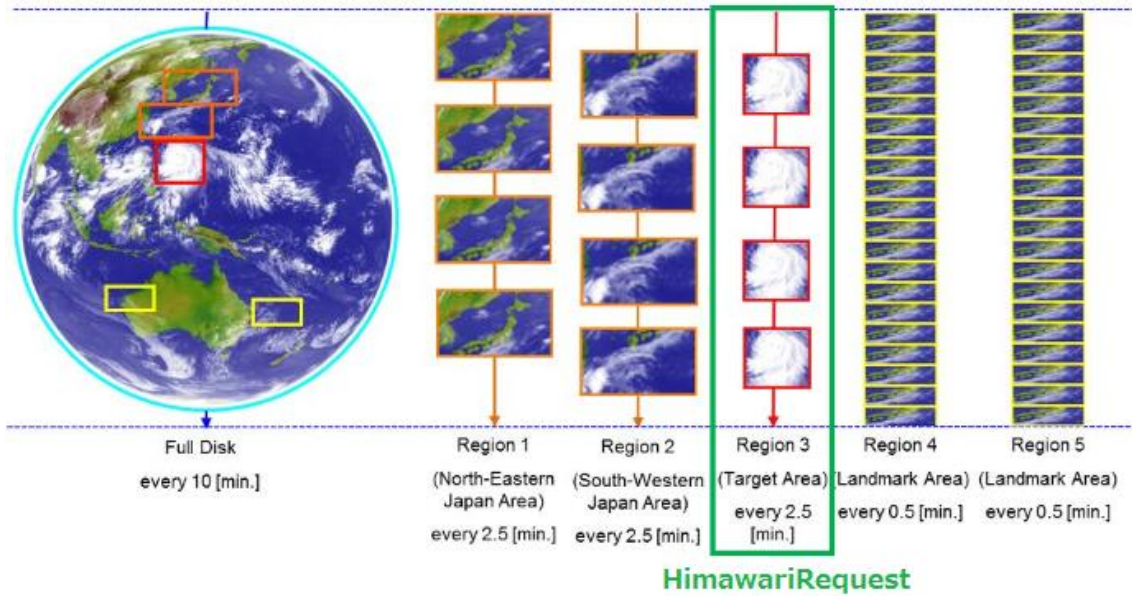 Full Disk
every 10 [min.]
Region 1
(North-Eastern
Japan Area)
every 2.5 [min.]
Region 2
(South-Western
Japan Area)
every 2.5 [min.]
Region 3
(Target Area)
every 2.5
[min.]
Region 4
(Landmark Area)
every 0.5 [min.]
Region 5
(Landmark Area)
every 0.5 [min.]
HimawariRequest